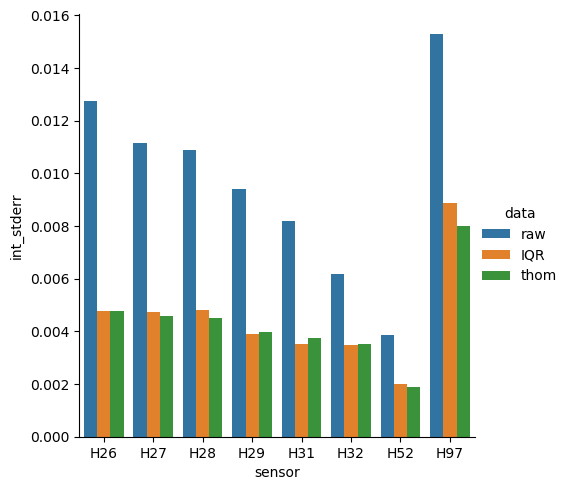 0.016
0.014
0.012
0.010
0.008
0.006
0.004
0.002
0.000
int_stderr
H26 H27 H28 H29 H31 H32 H52 H97
sensor
data
raw
IQR
thom